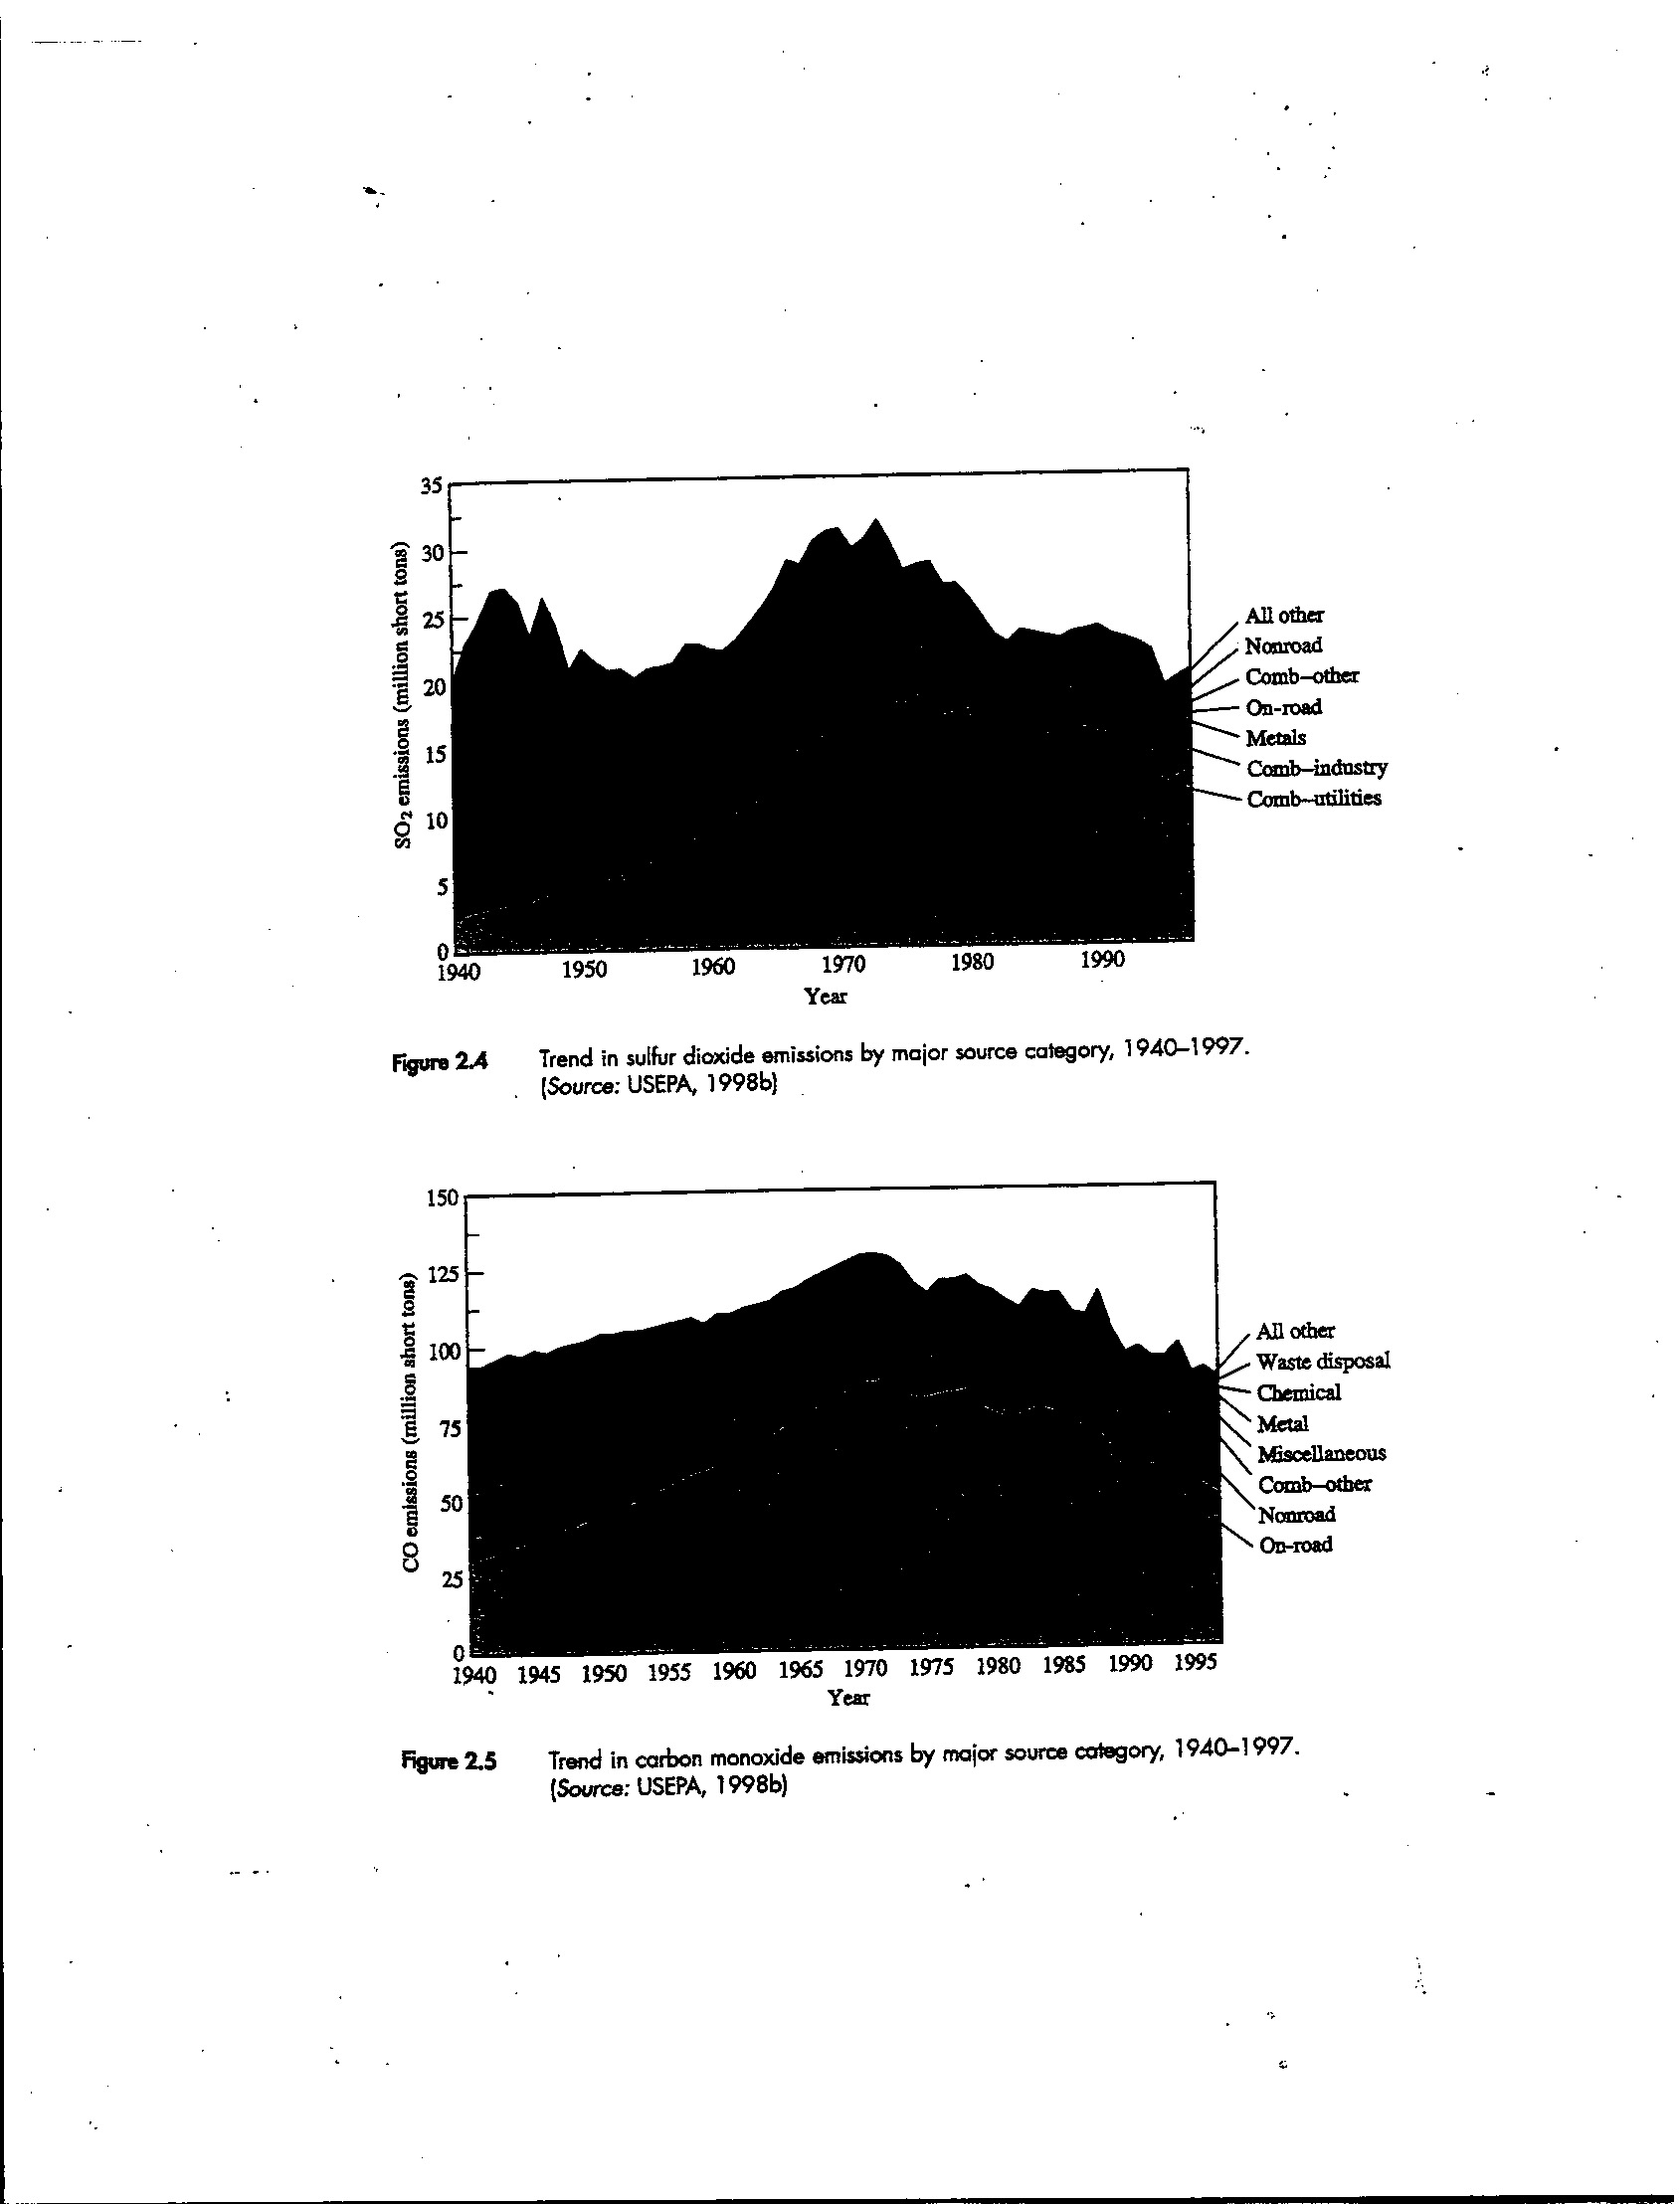 35
30
25
20
15
10
5
0
SO₂ emissions (million short tons)
All other
Nonroad
Comb–other
On-road
Metals
Comb–industry
Comb–utilities
1940 1950 1960 1970 1980 1990
Year
Figure 2.4 Trend in sulfur dioxide emissions by major source category, 1940–1997.
(Source: USEPA, 1998b)
150
125
100
75
50
25
0
CO emissions (million short tons)
All other
Waste disposal
Chemical
Metal
Miscellaneous
Comb–other
Nonroad
On-road
1940 1945 1950 1955 1960 1965 1970 1975 1980 1985 1990 1995
Year
Figure 2.5 Trend in carbon monoxide emissions by major source category, 1940–1997.
(Source: USEPA, 1998b)